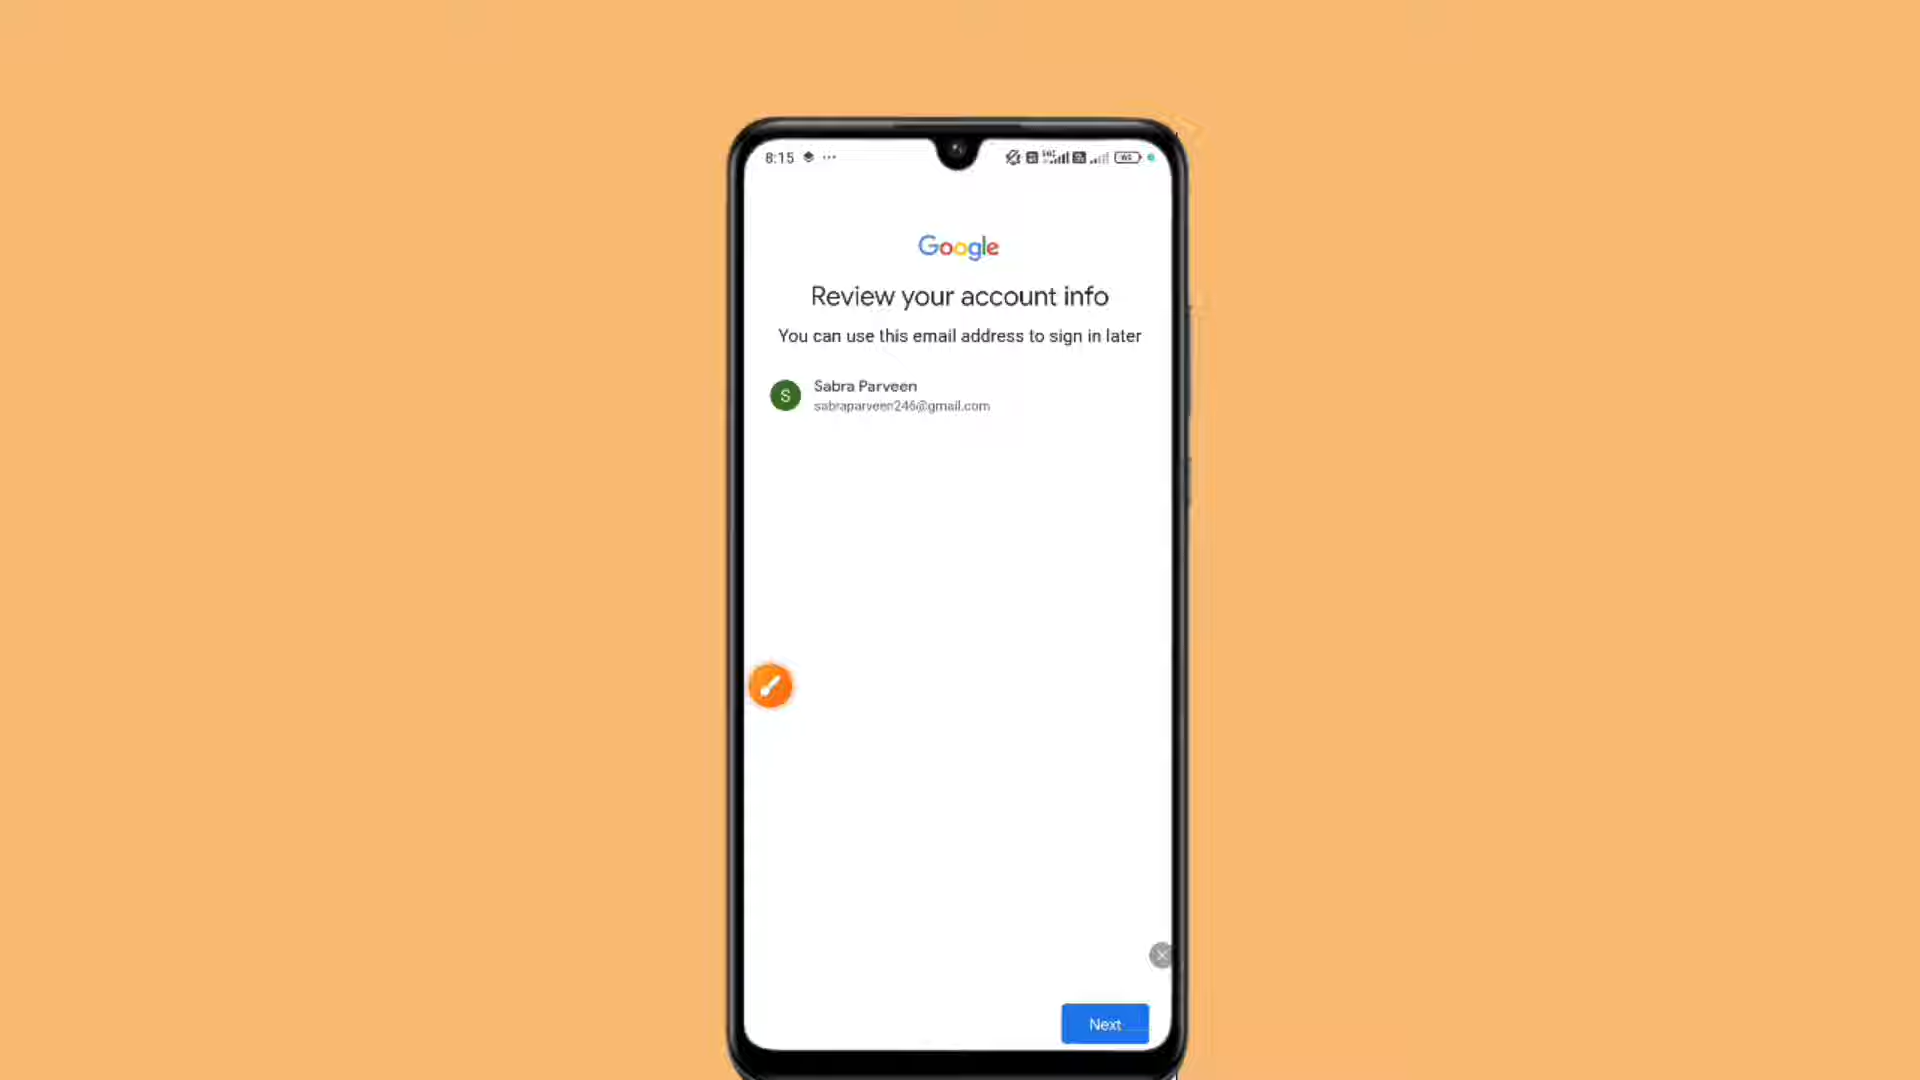 8:15
Google
Review your account info
You can use this email address to sign in later
S
Sabra Parveen
sabraparveen246@gmail.com
Next